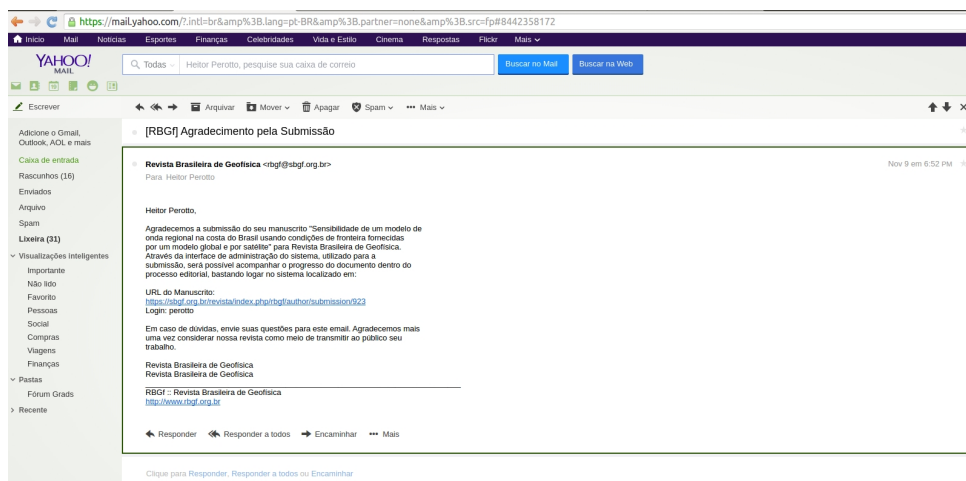 https://mail.yahoo.com/?.intl=br&amp%3B.lang=pt-BR&amp%3B.partner=none&amp%3B.src=fp#8442358172
Início Mail Notícias Esportes Finanças Celebridades Vida e Estilo Cinema Respostas Flickr Mais
YAHOO!
MAIL
Todas Heitor Perotto, pesquise sua caixa de correio Buscar no Mail Buscar na Web
Escrever
Arquivar Mover Apagar Spam Mais
Adicione o Gmail,
Outlook, AOL e mais
Caixa de entrada
Rascunhos (16)
Enviados
Arquivo
Spam
Lixeira (31)
Visualizações inteligentes
Importante
Não lido
Favorito
Pessoas
Social
Compras
Viagens
Finanças
Pastas
Fórum Grads
Recente
[RBGf] Agradecimento pela Submissão
Revista Brasileira de Geofísica <rbgf@sbgf.org.br> Nov 9 em 6:52 PM
Para Heitor Perotto
Heitor Perotto,
Agradecemos a submissão do seu manuscrito "Sensibilidade de um modelo de
onda regional na costa do Brasil usando condições de fronteira fornecidas
por um modelo global e por satélite" para Revista Brasileira de Geofísica.
Através da interface de administração do sistema, utilizado para a
submissão, será possível acompanhar o progresso do documento dentro do
processo editorial, bastando logar no sistema localizado em:
URL do Manuscrito:
https://sbgf.org.br/revista/index.php/rbgf/author/submission/923
Login: perotto
Em caso de dúvidas, envie suas questões para este email. Agradecemos mais
uma vez considerar nossa revista como meio de transmitir ao público seu
trabalho.
Revista Brasileira de Geofísica
Revista Brasileira de Geofísica
RBGf :: Revista Brasileira de Geofísica
http://www.rbgf.org.br
Responder Responder a todos Encaminhar Mais
Clique para Responder, Responder a todos ou Encaminhar